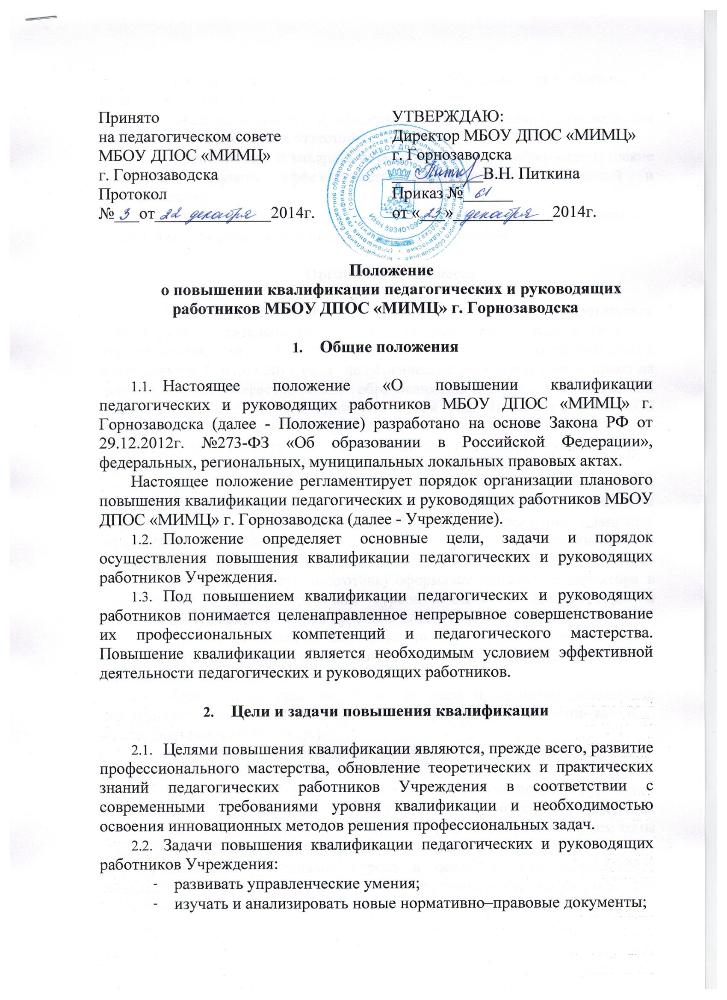 Принято
на педагогическом совете
МБОУ ДПОС «МИМЦ»
г. Горнозаводска
Протокол
№ 3 от 22 декабря 2014г.
УТВЕРЖДАЮ:
Директор МБОУ ДПОС «МИМЦ»
г. Горнозаводска
В.Н. Питкина
Приказ № 61
от «23» декабря 2014г.
Положение
о повышении квалификации педагогических и руководящих
работников МБОУ ДПОС «МИМЦ» г. Горнозаводска
1. Общие положения
1.1. Настоящее положение «О повышении квалификации
педагогических и руководящих работников МБОУ ДПОС «МИМЦ» г.
Горнозаводска (далее - Положение) разработано на основе Закона РФ от
29.12.2012г. №273-ФЗ «Об образовании в Российской Федерации»,
федеральных, региональных, муниципальных локальных правовых актах.
Настоящее положение регламентирует порядок организации планового
повышения квалификации педагогических и руководящих работников МБОУ
ДПОС «МИМЦ» г. Горнозаводска (далее - Учреждение).
1.2. Положение определяет основные цели, задачи и порядок
осуществления повышения квалификации педагогических и руководящих
работников Учреждения.
1.3. Под повышением квалификации педагогических и руководящих
работников понимается целенаправленное непрерывное совершенствование
их профессиональных компетенций и педагогического мастерства.
Повышение квалификации является необходимым условием эффективной
деятельности педагогических и руководящих работников.
2. Цели и задачи повышения квалификации
2.1. Целями повышения квалификации являются, прежде всего, развитие
профессионального мастерства, обновление теоретических и практических
знаний педагогических работников Учреждения в соответствии с
современными требованиями уровня квалификации и необходимостью
освоения инновационных методов решения профессиональных задач.
2.2. Задачи повышения квалификации педагогических и руководящих
работников Учреждения:
- развивать управленческие умения;
- изучать и анализировать новые нормативно–правовые документы;